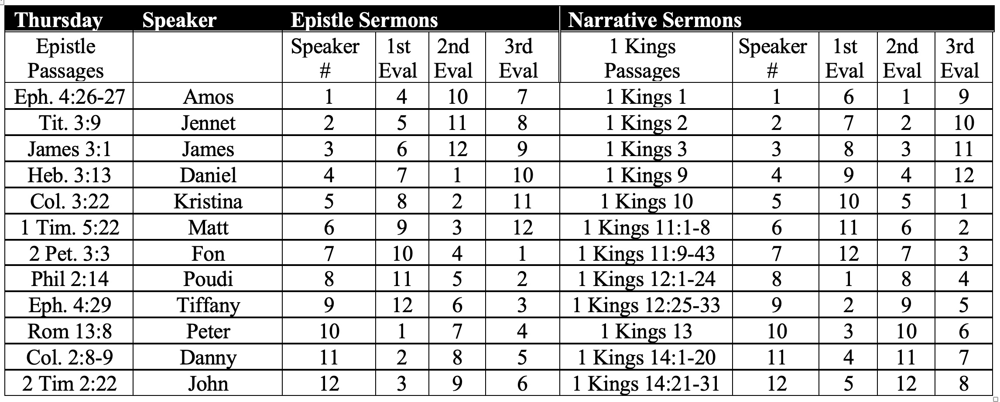 Thursday Speaker Epistle Sermons Narrative Sermons
Epistle Passages Speaker # 1st Eval 2nd Eval 3rd Eval 1 Kings Passages Speaker # 1st Eval 2nd Eval 3rd Eval
Eph. 4:26-27 Amos 1 4 10 7 1 Kings 1 1 6 1 9
Tit. 3:9 Jennet 2 5 11 8 1 Kings 2 2 7 2 10
James 3:1 James 3 6 12 9 1 Kings 3 3 8 3 11
Heb. 3:13 Daniel 4 7 1 10 1 Kings 9 4 9 4 12
Col. 3:22 Kristina 5 8 2 11 1 Kings 10 5 10 5 1
1 Tim. 5:22 Matt 6 9 3 12 1 Kings 11:1-8 6 11 6 2
2 Pet. 3:3 Fon 7 10 4 1 1 Kings 11:9-43 7 12 7 3
Phil 2:14 Poudi 8 11 5 2 1 Kings 12:1-24 8 1 8 4
Eph. 4:29 Tiffany 9 12 6 3 1 Kings 12:25-33 9 2 9 5
Rom 13:8 Peter 10 1 7 4 1 Kings 13 10 3 10 6
Col. 2:8-9 Danny 11 2 8 5 1 Kings 14:1-20 11 4 11 7
2 Tim 2:22 John 12 3 9 6 1 Kings 14:21-31 12 5 12 8